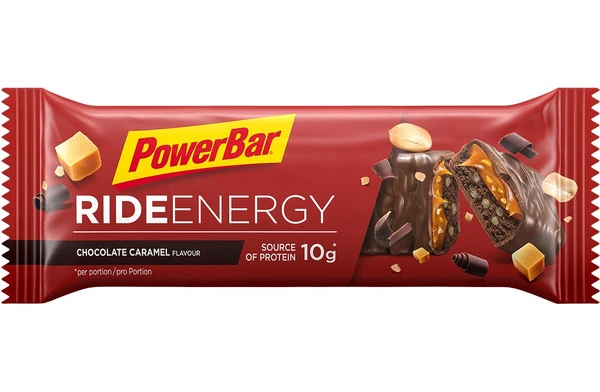 PowerBar
RIDEENERGY
CHOCOLATE CARAMEL FLAVOUR
SOURCE
OF PROTEIN 10g*
*per portion/pro Portion